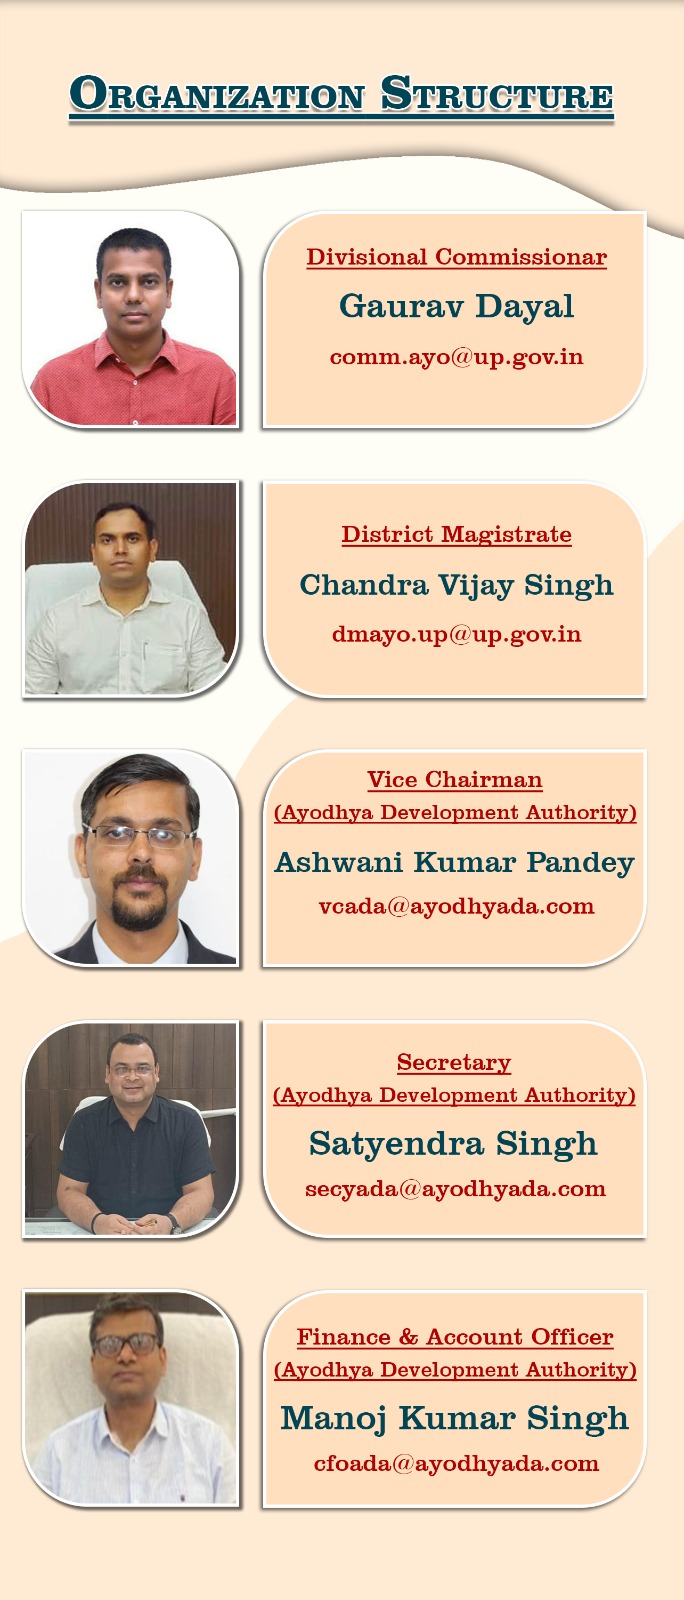 Organization Structure
Divisional Commissionar
Gaurav Dayal
comm.ayo@up.gov.in
District Magistrate
Chandra Vijay Singh
dmayo.up@up.gov.in
Vice Chairman
(Ayodhya Development Authority)
Ashwani Kumar Pandey
vcada@ayodhyada.com
Secretary
(Ayodhya Development Authority)
Satyendra Singh
secyada@ayodhyada.com
Finance & Account Officer
(Ayodhya Development Authority)
Manoj Kumar Singh
cfoada@ayodhyada.com